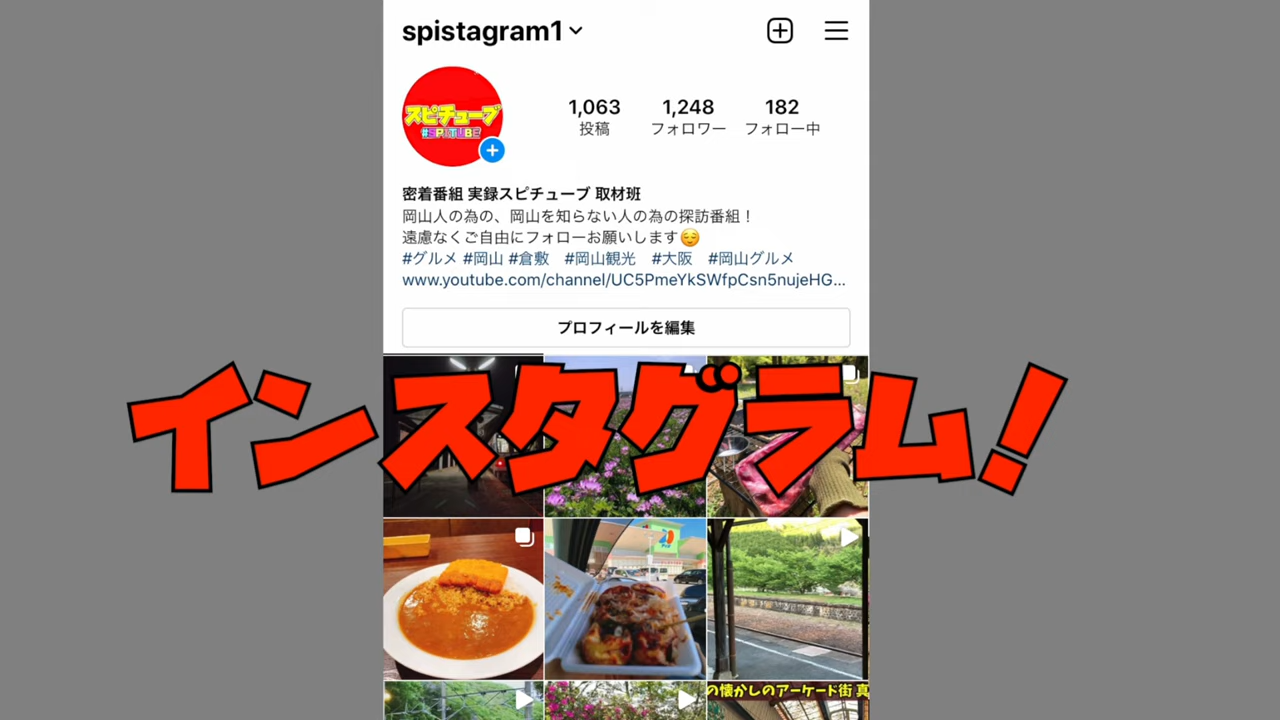 spistagram1
スピチューブ
#SPITUBE
1,063
投稿
1,248
フォロワー
182
フォロー中
密着番組 実録スピチューブ 取材班
岡山人の為の、岡山を知らない人の為の探訪番組！
遠慮なくご自由にフォローお願いします😌
#グルメ #岡山 #倉敷　#岡山観光　#大阪　#岡山グルメ
www.youtube.com/channel/UC5PmeYkSWfpCsn5nujeHG...
プロフィールを編集
インスタグラム!
の懐かしのアーケード街 真